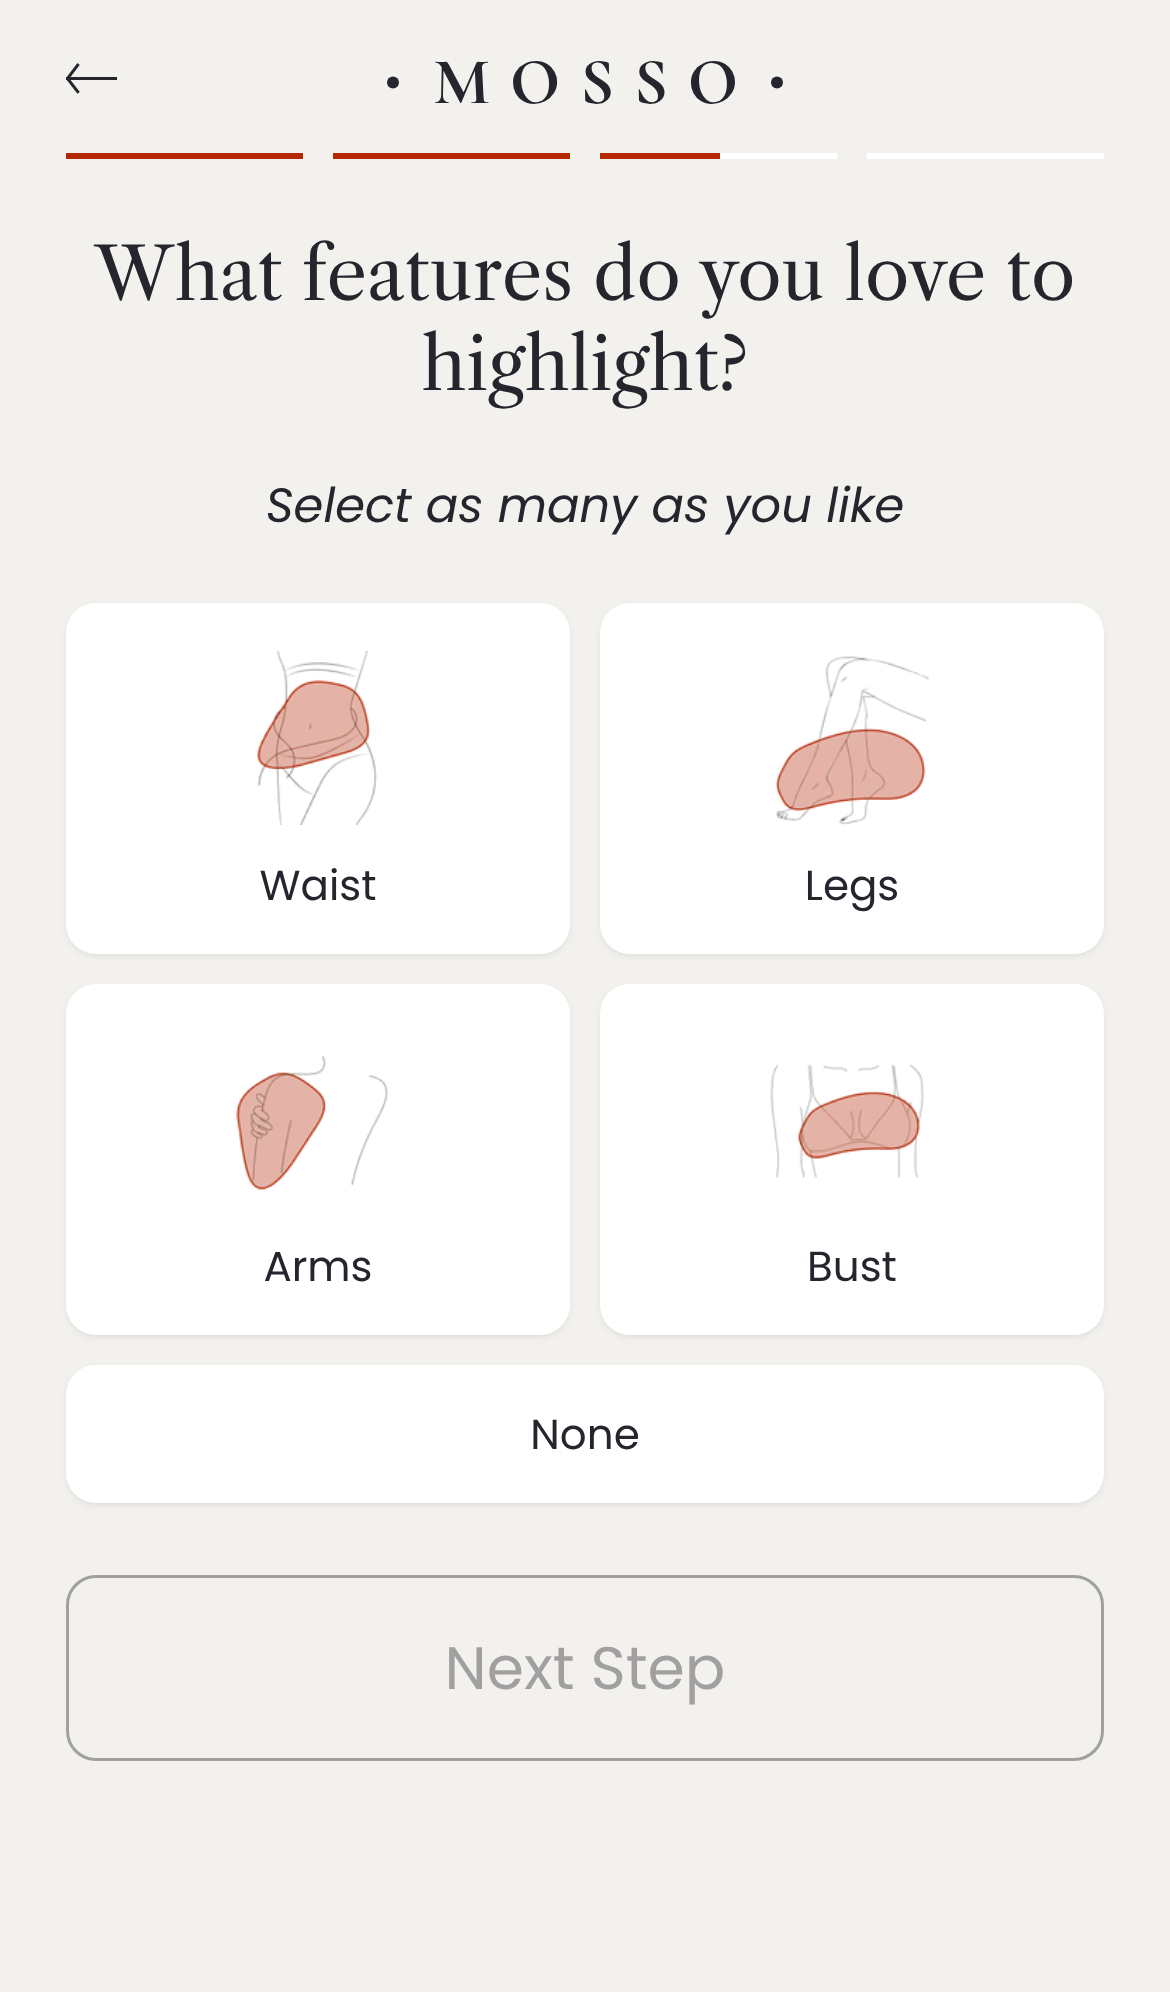 • MOSSO •
What features do you love to
highlight?
Select as many as you like
Waist
Legs
Arms
Bust
None
Next Step